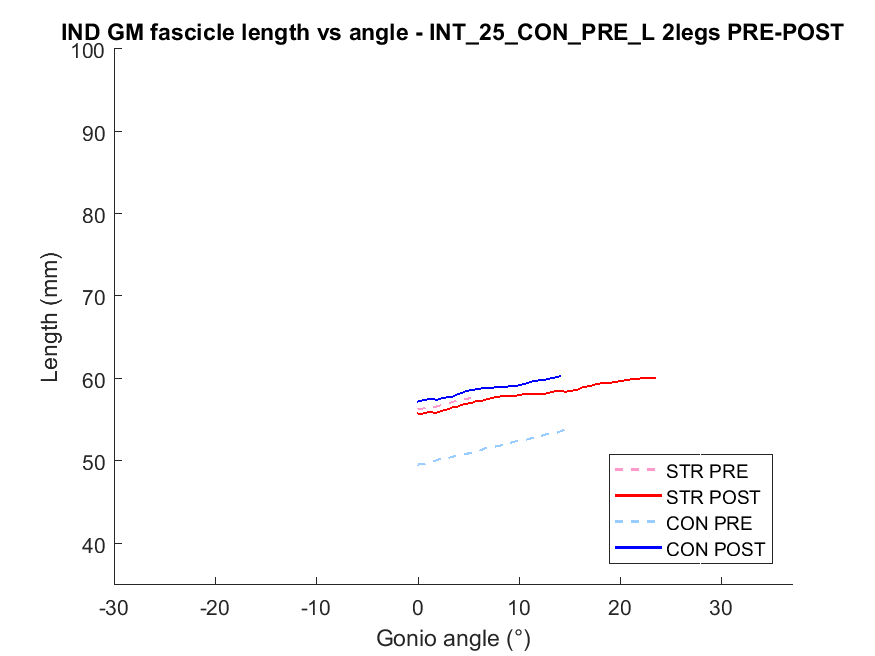 IND GM fascicle length vs angle - INT_25_CON_PRE_L 2legs PRE-POST
100
90
80
70
60
50
40
Length (mm)
-30 -20 -10 0 10 20 30
Gonio angle (°)
STR PRE
STR POST
CON PRE
CON POST